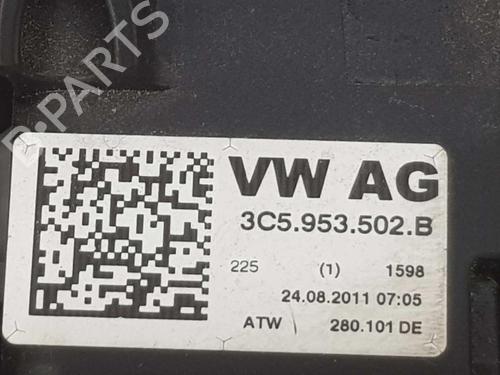 B-PARTS
VW AG
3C5.953.502.B
225 (1) 1598
24.08.2011 07:05
ATW 280.101 DE